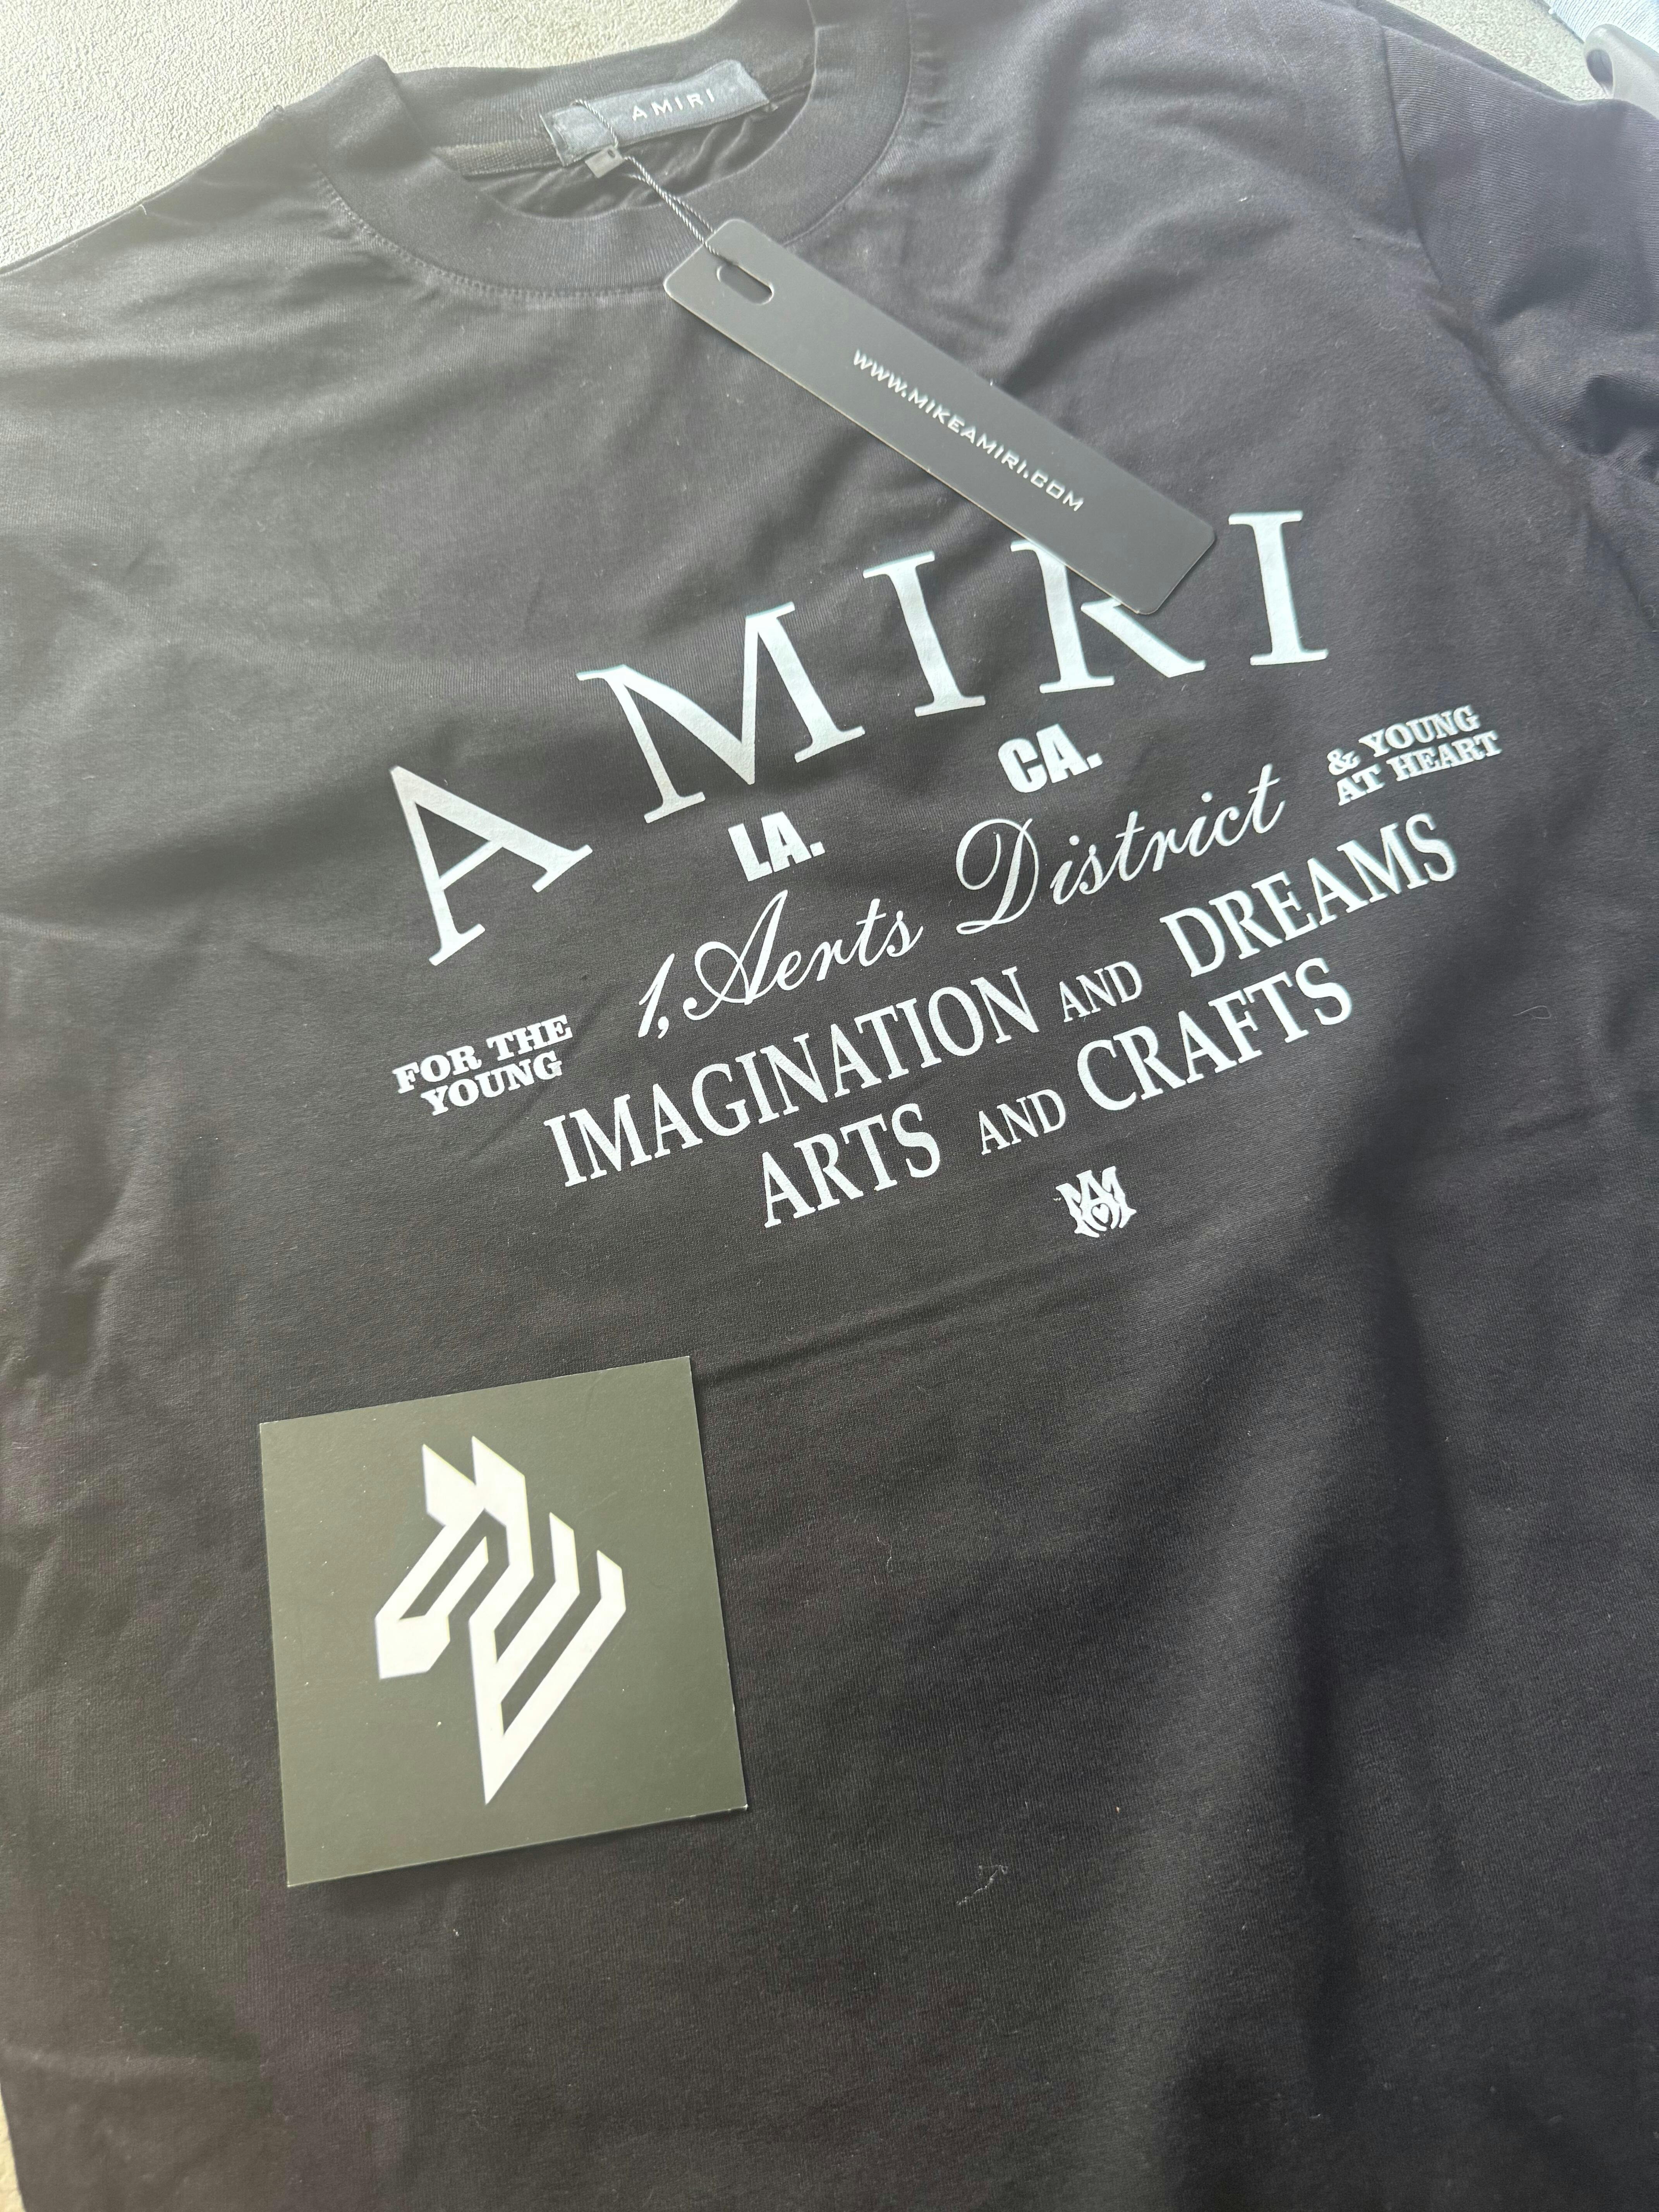 AMIRI
WWW.MIKEAMIRI.COM
AMIRI
LA. CA.
1, Aerts District
FOR THE
YOUNG
& YOUNG
AT HEART
IMAGINATION AND DREAMS
ARTS AND CRAFTS